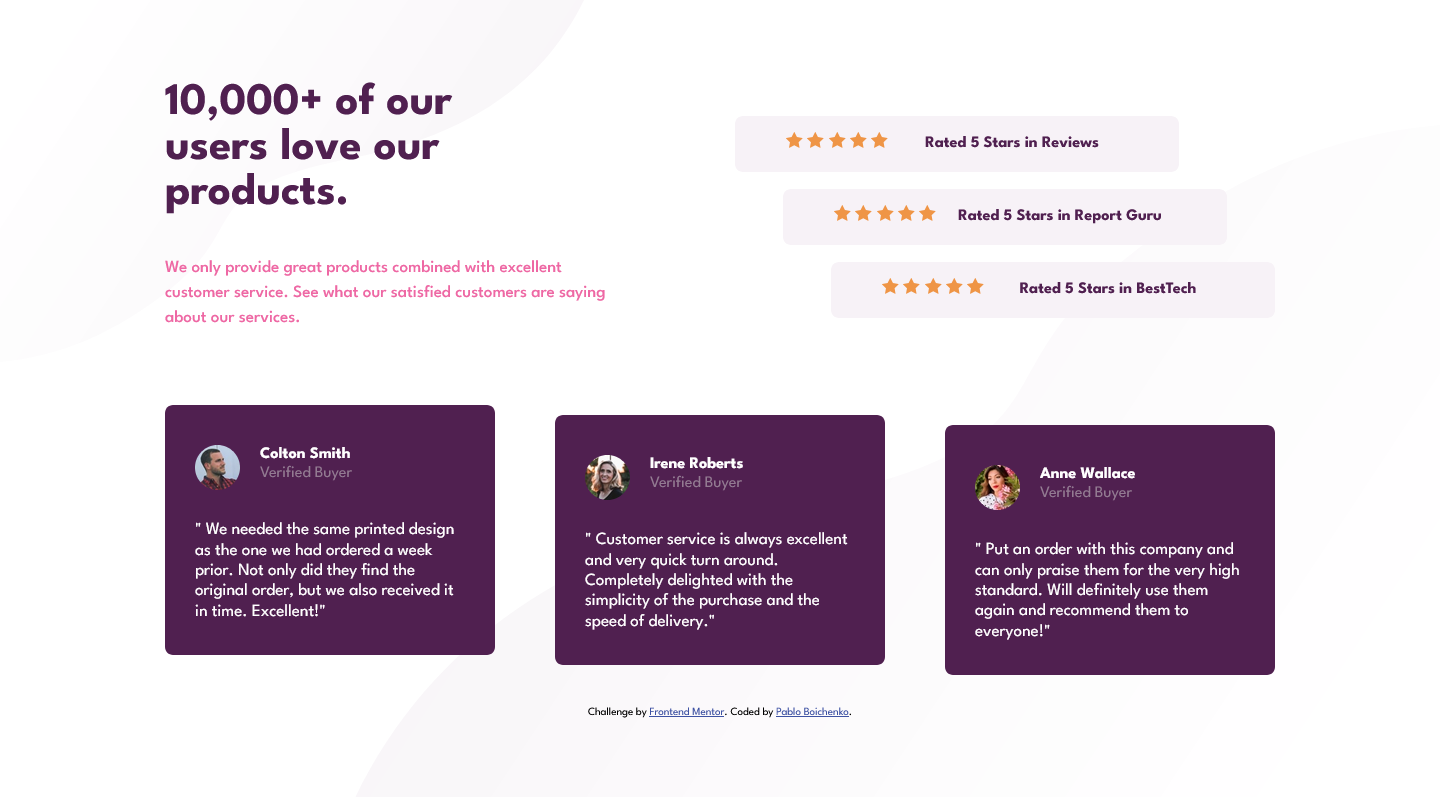 10,000+ of our
users love our
products.
We only provide great products combined with excellent
customer service. See what our satisfied customers are saying
about our services.
Rated 5 Stars in Reviews
Rated 5 Stars in Report Guru
Rated 5 Stars in BestTech
Colton Smith
Verified Buyer
" We needed the same printed design
as the one we had ordered a week
prior. Not only did they find the
original order, but we also received it
in time. Excellent!"
Irene Roberts
Verified Buyer
" Customer service is always excellent
and very quick turn around.
Completely delighted with the
simplicity of the purchase and the
speed of delivery."
Anne Wallace
Verified Buyer
" Put an order with this company and
can only praise them for the very high
standard. Will definitely use them
again and recommend them to
everyone!"
Challenge by Frontend Mentor. Coded by Pablo Boichenko.